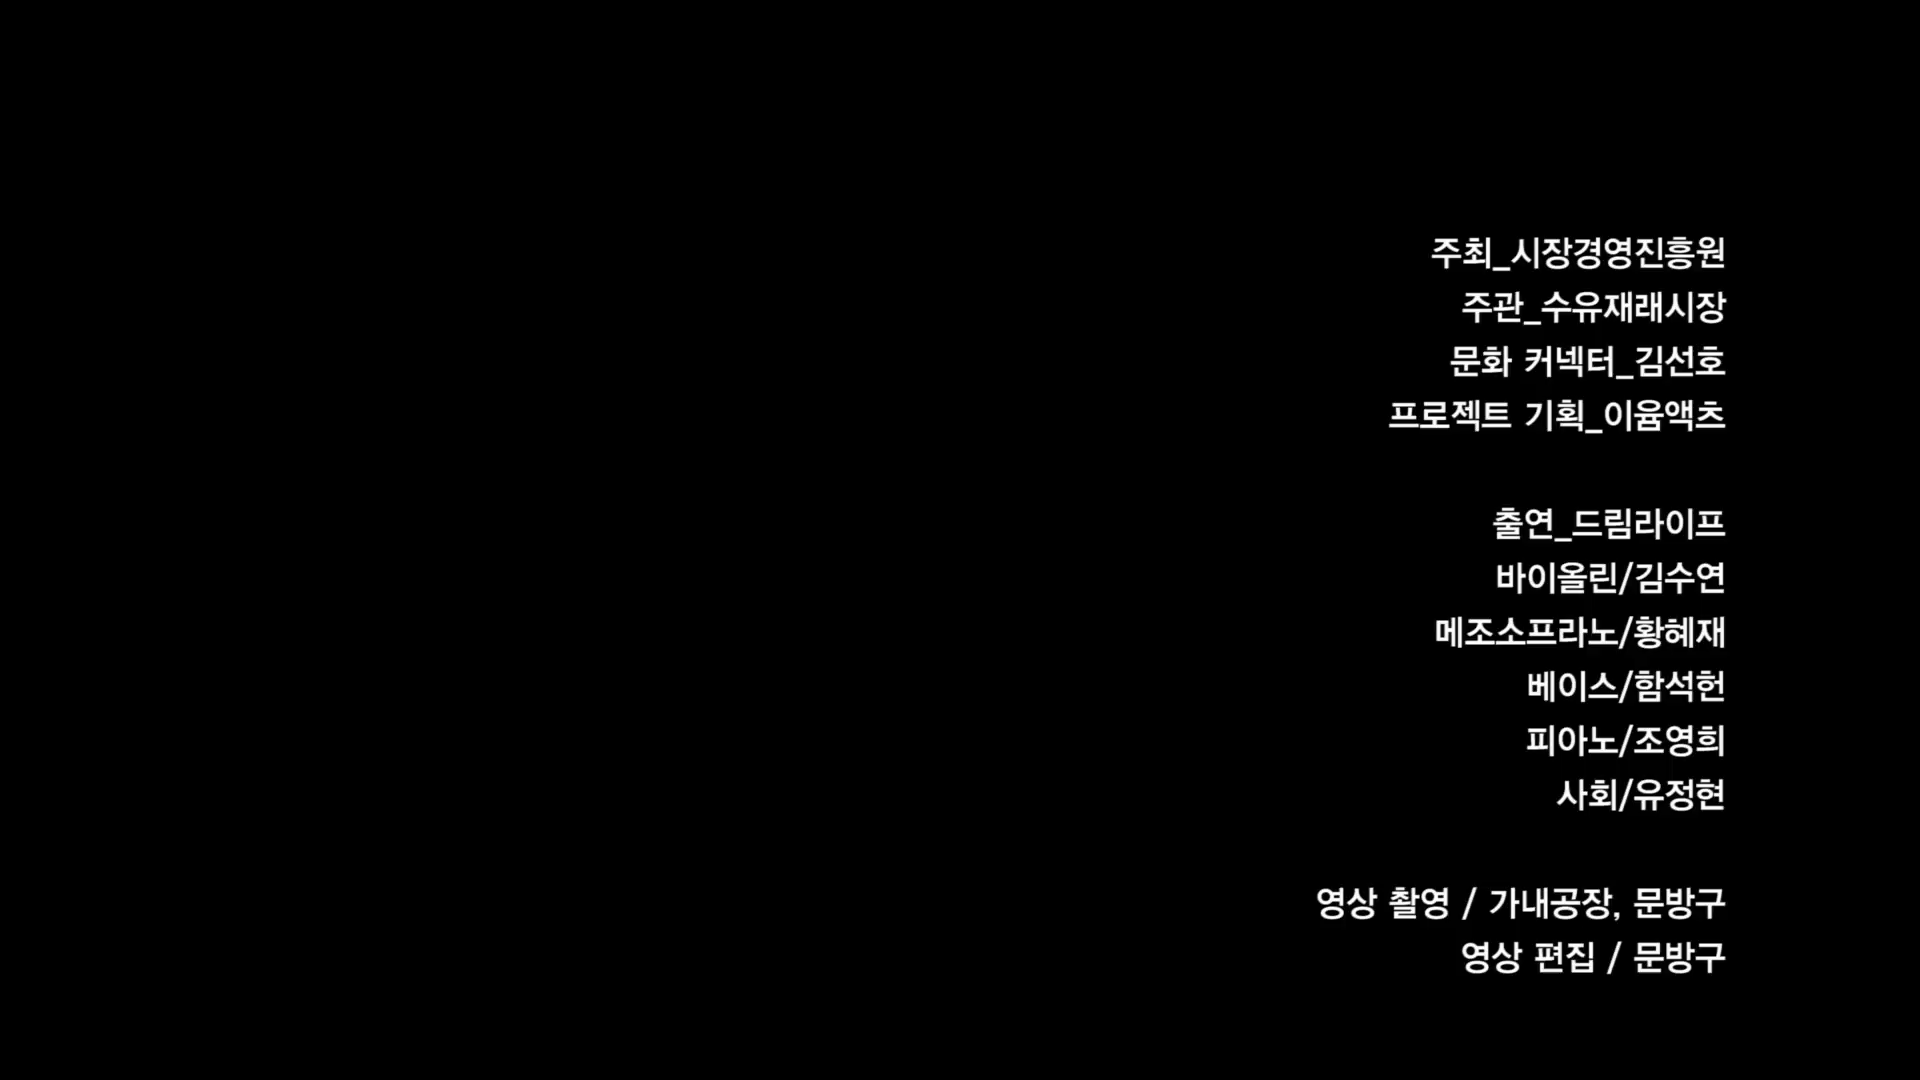 주최_시장경영진흥원
주관_수유재래시장
문화 커넥터_김선호
프로젝트 기획_이윰액츠
출연_드림라이프
바이올린/김수연
메조소프라노/황혜재
베이스/함석헌
피아노/조영희
사회/유정현
영상 촬영 / 가내공장, 문방구
영상 편집 / 문방구